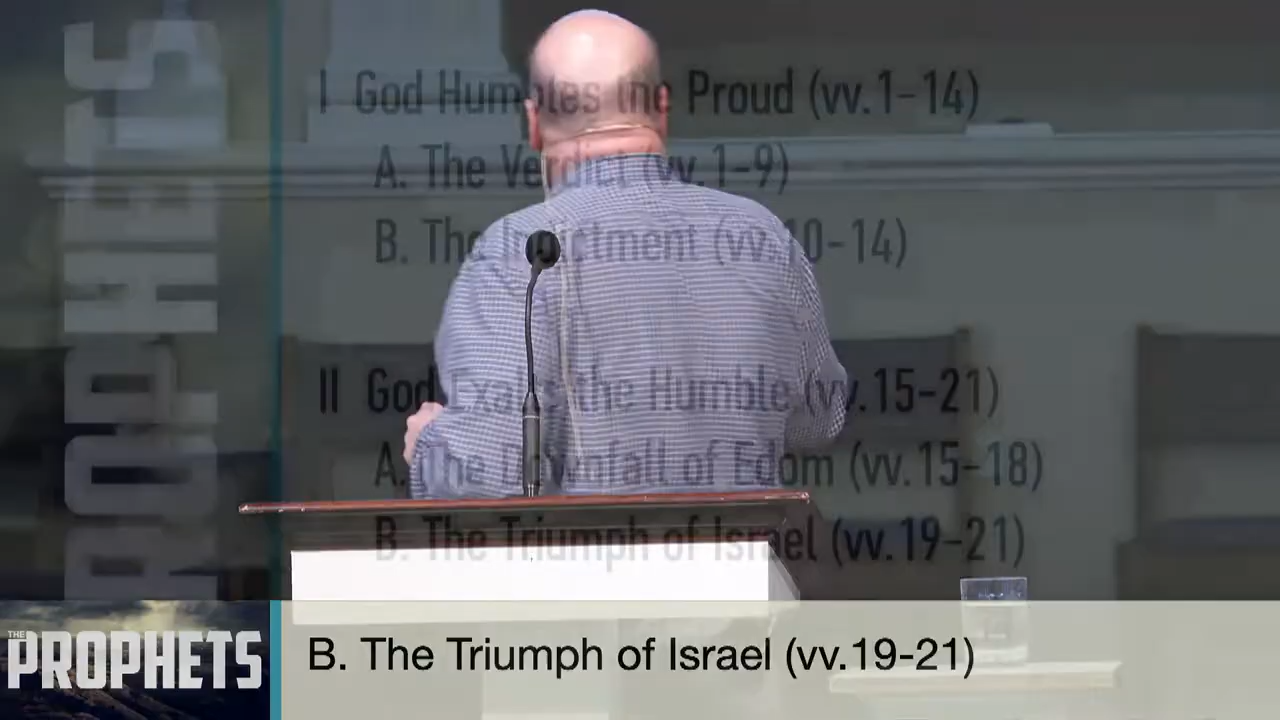 PROPHETS
I God Humbles the Proud (vv.1-14)
A. The Verdict (vv.1-9)
B. The Indictment (vv.10-14)
II God Exalts the Humble (vv.15-21)
A. The Downfall of Edom (vv.15-18)
B. The Triumph of Israel (vv.19-21)
THE
PROPHETS
B. The Triumph of Israel (vv.19-21)